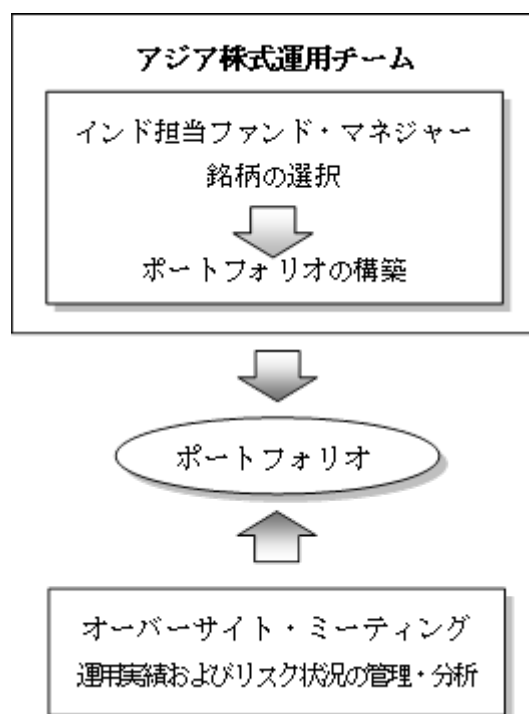 アジア株式運用チーム
インド担当ファンド・マネジャー
銘柄の選択
ポートフォリオの構築
ポートフォリオ
オーバーサイト・ミーティング
運用実績およびリスク状況の管理・分析